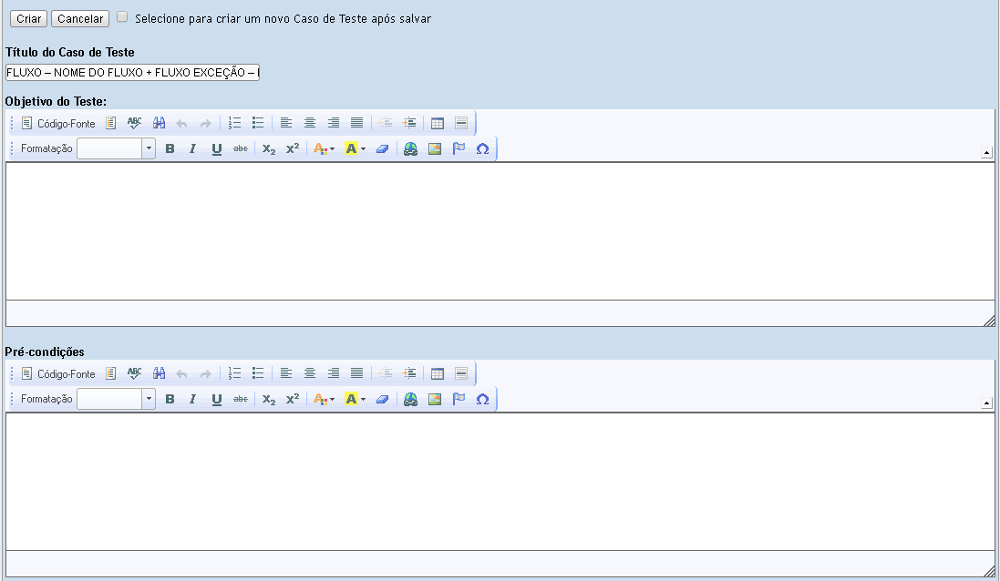 Criar Cancelar Selecione para criar um novo Caso de Teste após salvar
Título do Caso de Teste
FLUXO – NOME DO FLUXO + FLUXO EXCEÇÃO –
Objetivo do Teste:
Código-Fonte ABC
Formatação B I U abc X2 X² A A Ω
Pré-condições
Código-Fonte ABC
Formatação B I U abc X2 X² A A Ω